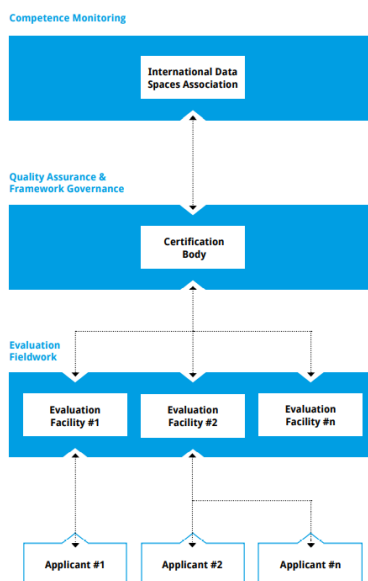 Competence Monitoring
International Data
Spaces Association
Quality Assurance &
Framework Governance
Certification
Body
Evaluation
Fieldwork
Evaluation
Facility #1
Evaluation
Facility #2
Evaluation
Facility #n
Applicant #1
Applicant #2
Applicant #n